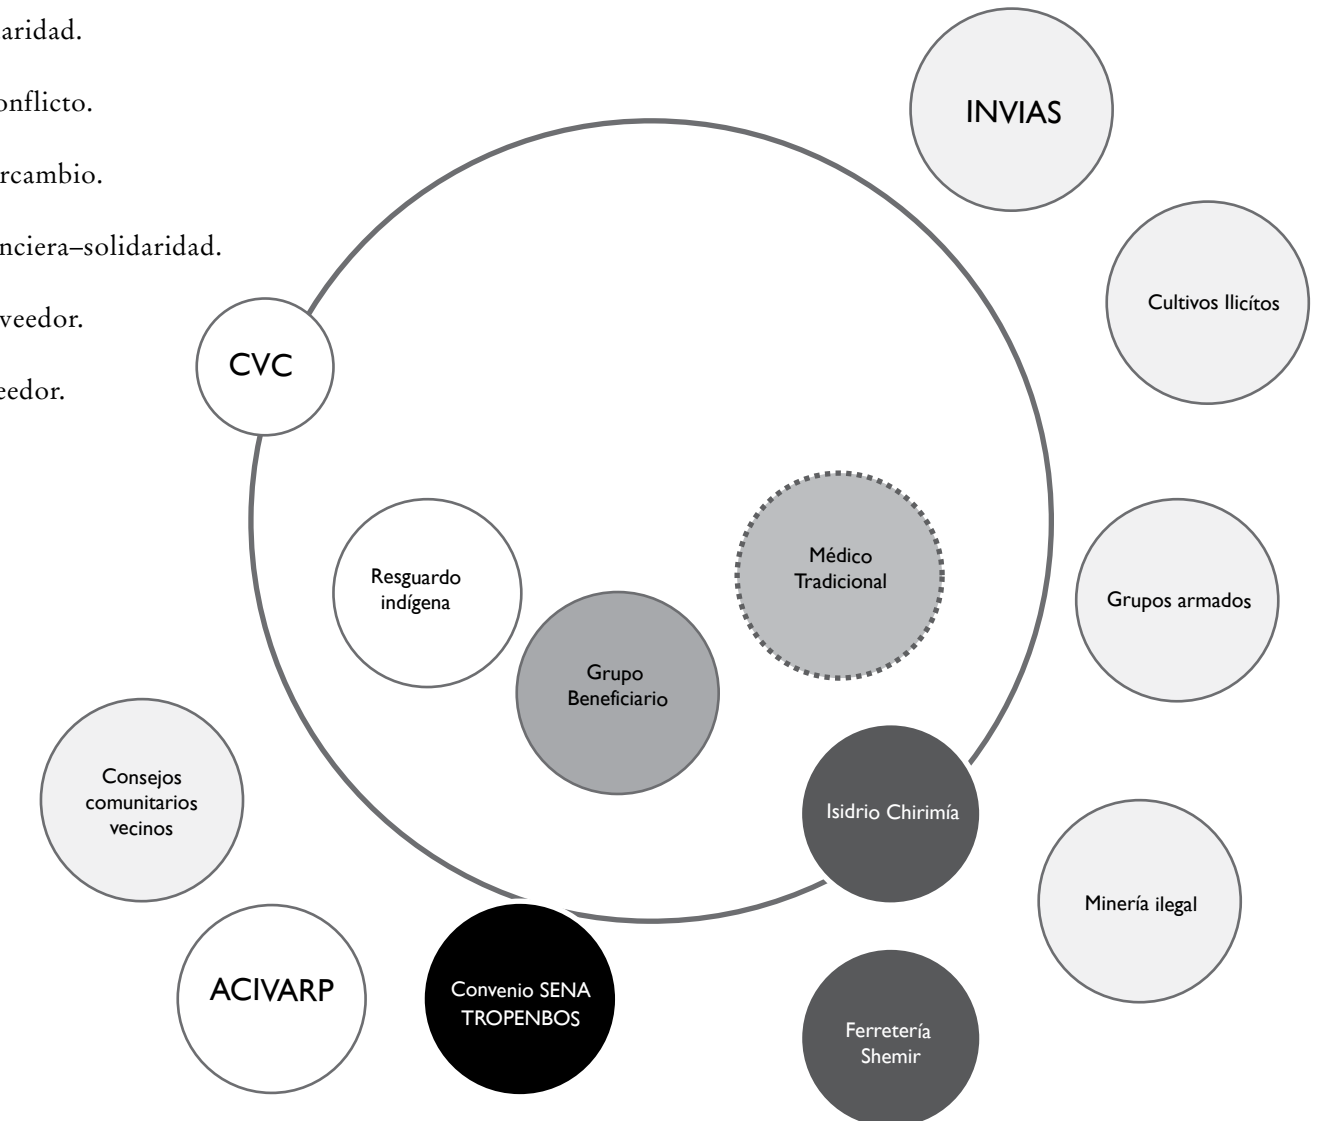 aridad.
onflicto.
rcambio.
nciera–solidaridad.
veedor.
eedor.
INVIAS
Cultivos Ilicítos
CVC
Médico
Tradicional
Resguardo
indígena
Grupos armados
Grupo
Beneficiario
Consejos
comunitarios
vecinos
Isidrio Chirimía
Minería ilegal
ACIVARP
Convenio SENA
TROPENBOS
Ferretería
Shemir